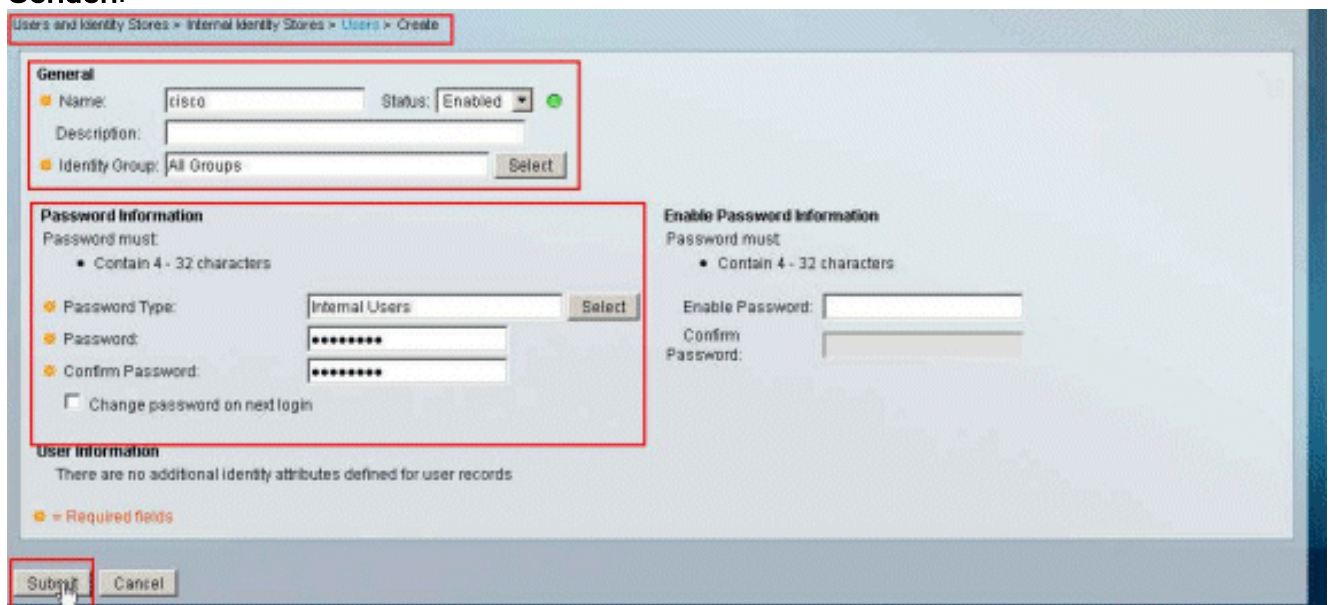 Senden.
Users and Identity Stores > Internal Identity Stores > Users > Create
General
Name: cisco Status: Enabled
Description:
Identity Group: All Groups Select
Password Information
Password must:
• Contain 4 - 32 characters
Password Type: Internal Users Select
Password: ••••••••
Confirm Password: ••••••••
Change password on next login
Enable Password Information
Password must
• Contain 4 - 32 characters
Enable Password:
Confirm
Password:
User Information
There are no additional identity attributes defined for user records
= Required fields
Submit Cancel